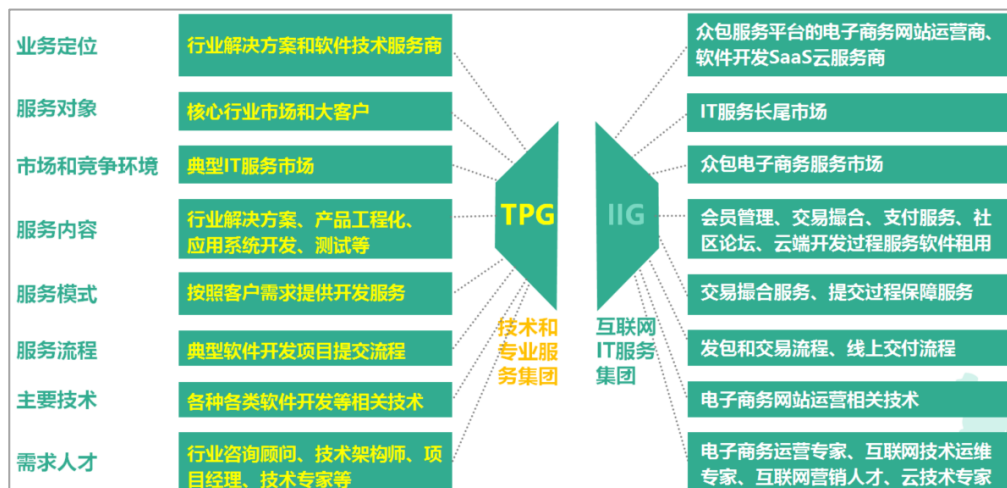 业务定位
行业解决方案和软件技术服务商
众包服务平台的电子商务网站运营商、
软件开发SaaS云服务商
服务对象
核心行业市场和大客户
IT服务长尾市场
市场和竞争环境
典型IT服务市场
众包电子商务服务市场
服务内容
行业解决方案、产品工程化、
应用系统开发、测试等
TPG
IIG
会员管理、交易撮合、支付服务、社
区论坛、云端开发过程服务软件租用
服务模式
按照客户需求提供开发服务
交易撮合服务、提交过程保障服务
技术和
专业服
务集团
互联网
IT服务
集团
服务流程
典型软件开发项目提交流程
发包和交易流程、线上交付流程
主要技术
各种各类软件开发等相关技术
电子商务网站运营相关技术
需求人才
行业咨询顾问、技术架构师、项
目经理、技术专家等
电子商务运营专家、互联网技术运维
专家、互联网营销人才、云技术专家